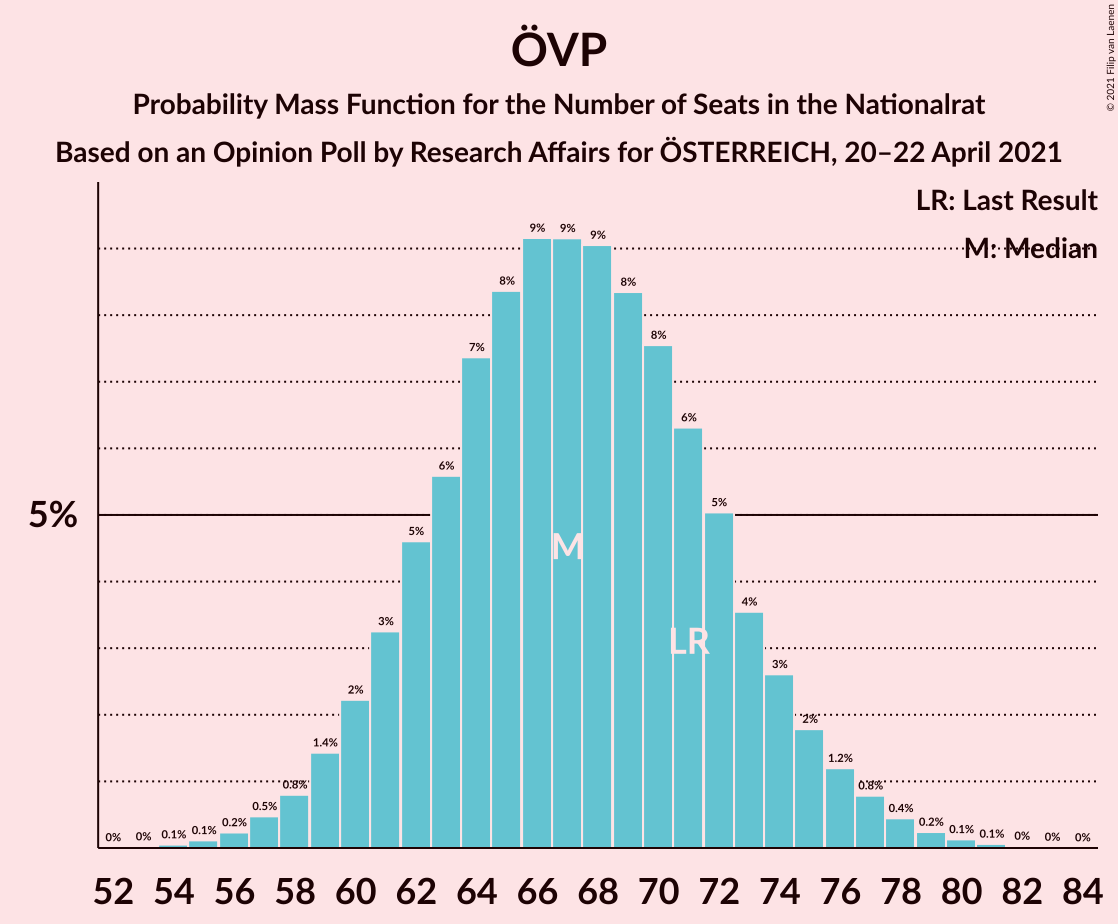 © 2021 Filip van Laenen
ÖVP
Probability Mass Function for the Number of Seats in the Nationalrat
Based on an Opinion Poll by Research Affairs for ÖSTERREICH, 20–22 April 2021
LR: Last Result
M: Median
9% 9% 9%
8% 8%
7% 8%
6% 6%
5%
5% 5%
M
3% 4%
LR
2% 3%
1.4% 2%
0.8% 1.2%
0.5% 0.8%
0% 0% 0.1% 0.1% 0.2% 0.4% 0.2% 0.1% 0.1% 0% 0% 0%
52 54 56 58 60 62 64 66 68 70 72 74 76 78 80 82 84